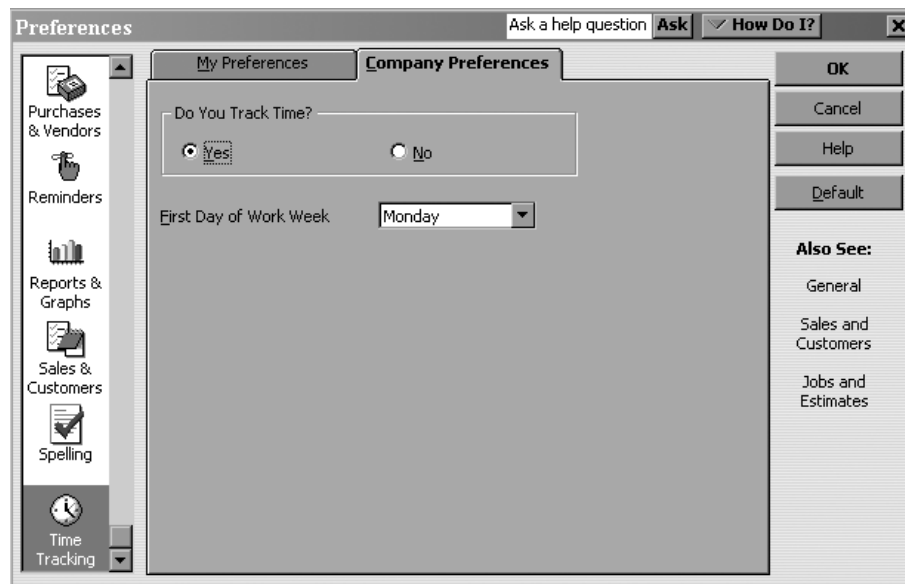 Preferences
Ask a help question Ask How Do I?
My Preferences
Company Preferences
Purchases
& Vendors
Reminders
Reports &
Graphs
Sales &
Customers
Spelling
Time
Tracking
Do You Track Time?
Yes
No
First Day of Work Week Monday
OK
Cancel
Help
Default
Also See:
General
Sales and
Customers
Jobs and
Estimates